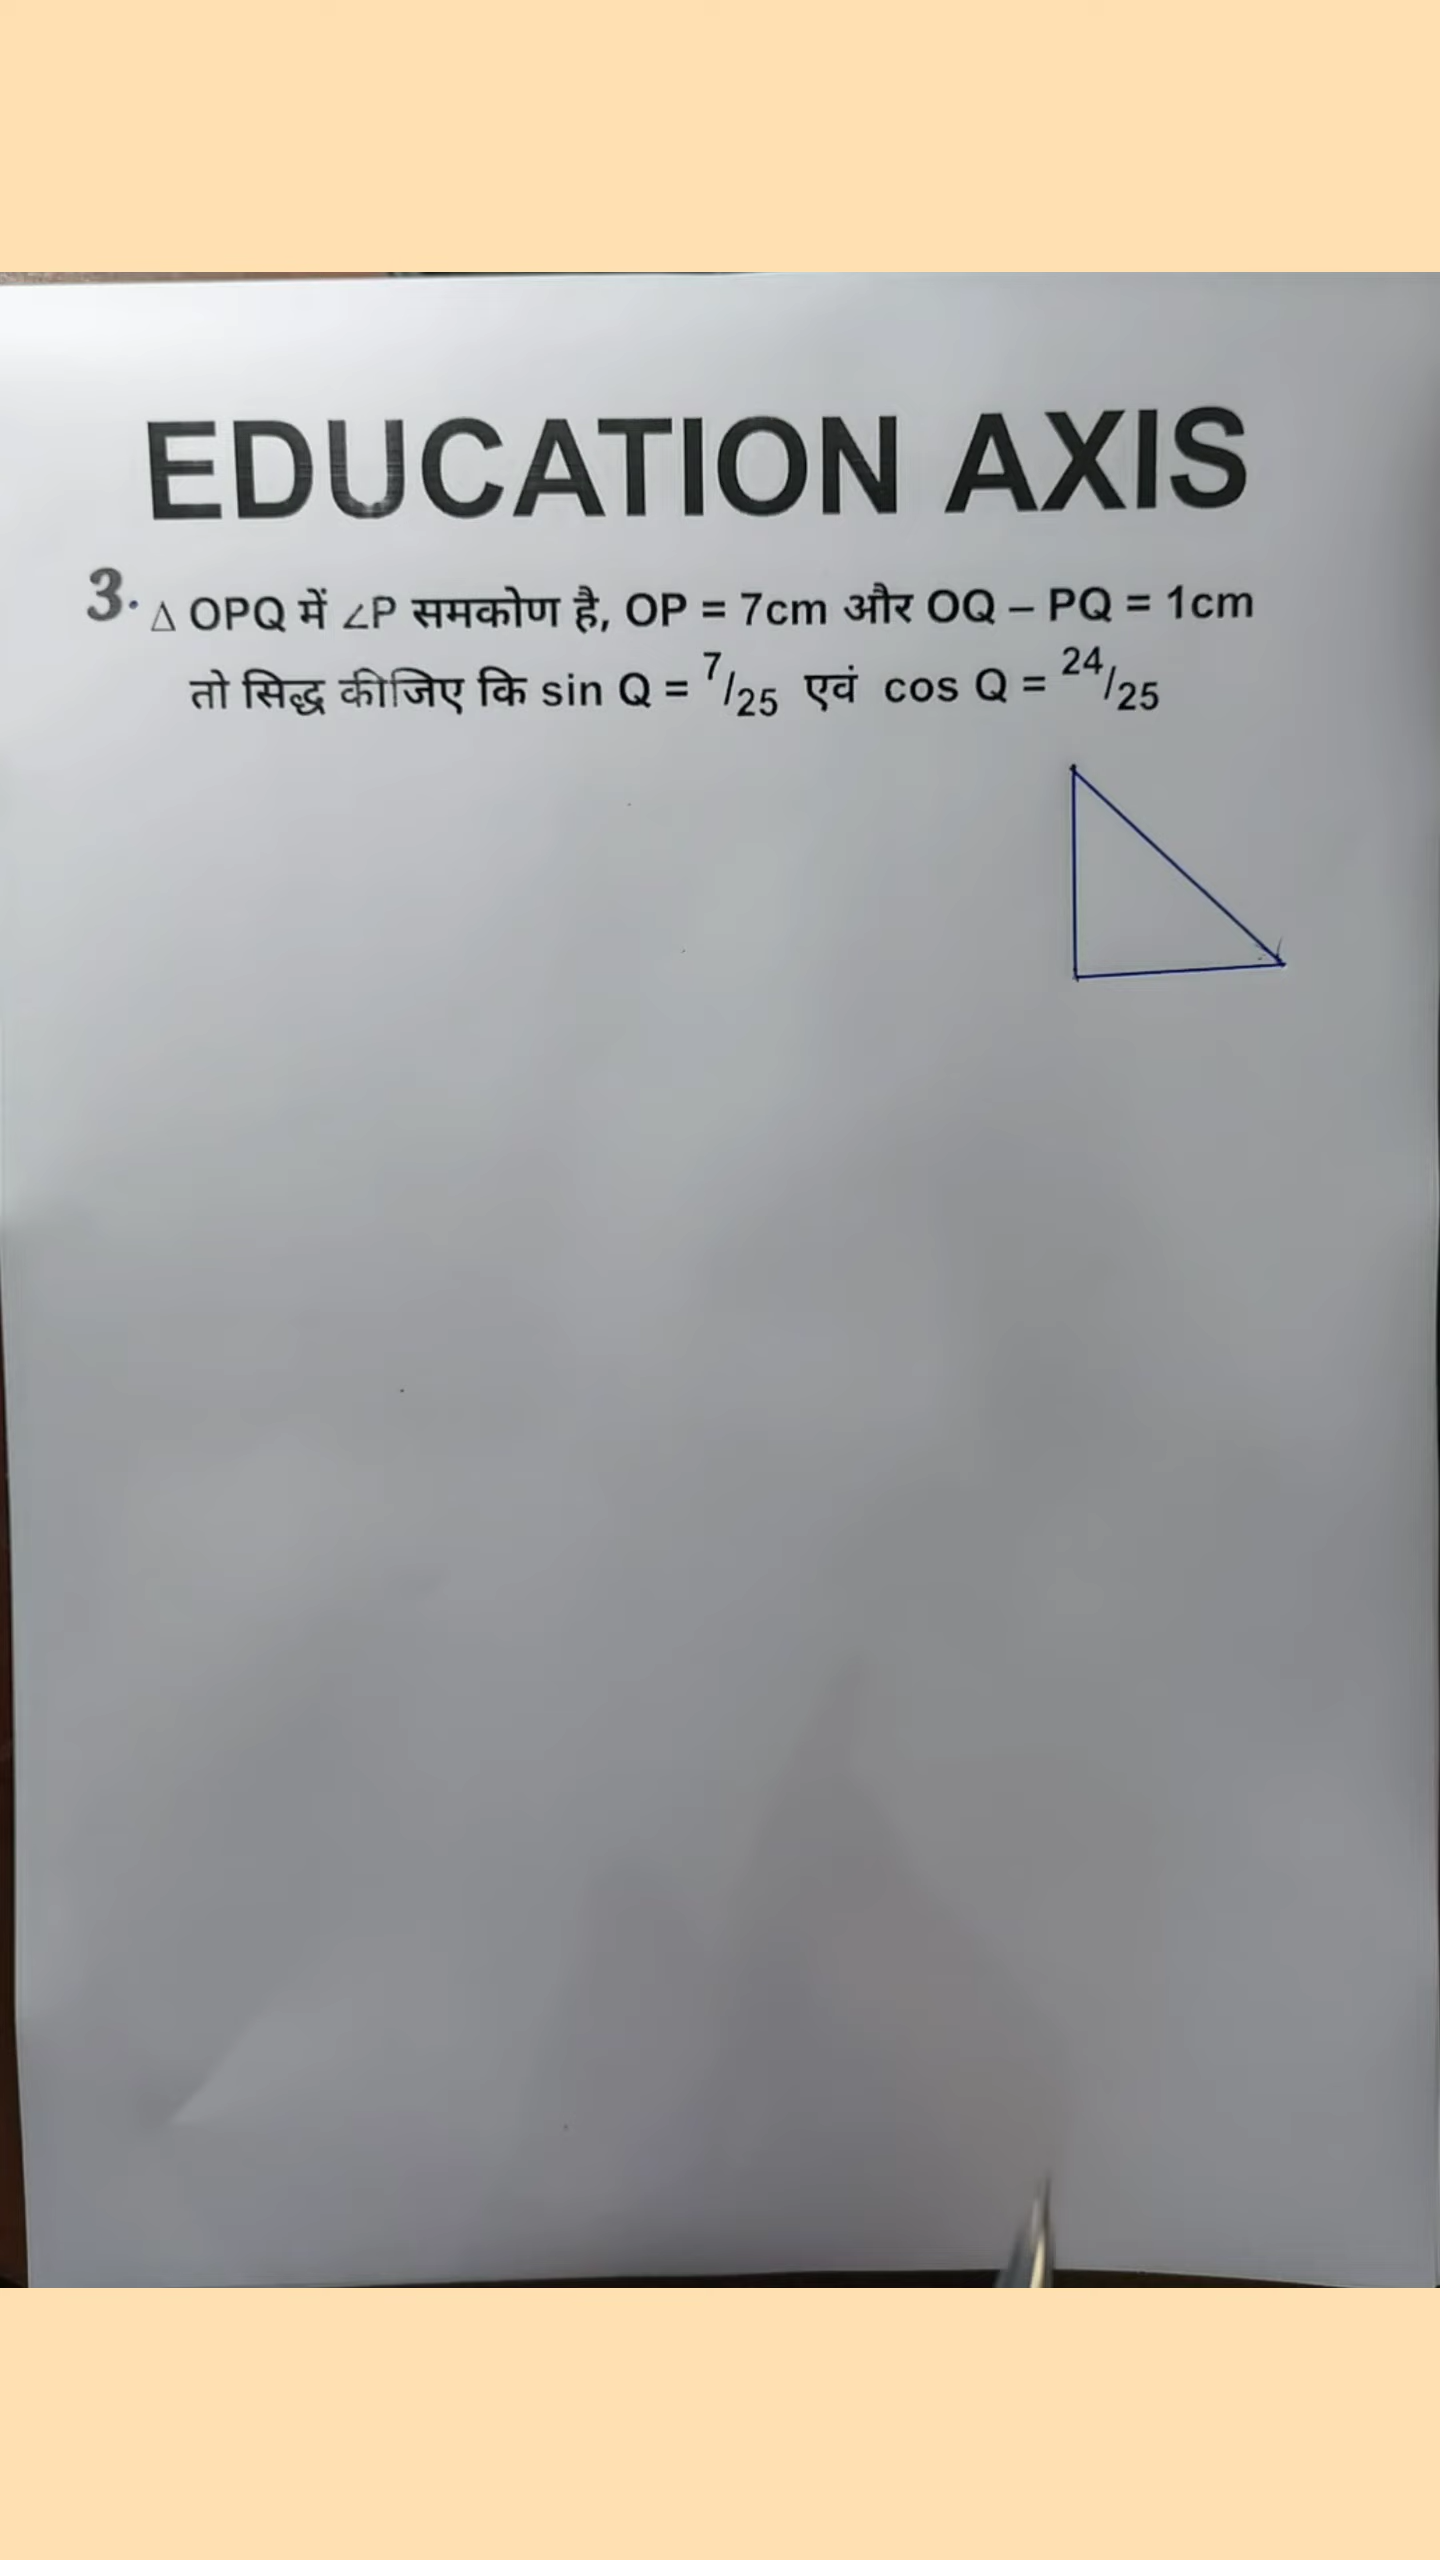 EDUCATION AXIS
3. △ OPQ में ∠P समकोण है, OP = 7cm और OQ – PQ = 1cm
तो सिद्ध कीजिए कि sin Q = 7/25 एवं cos Q = 24/25